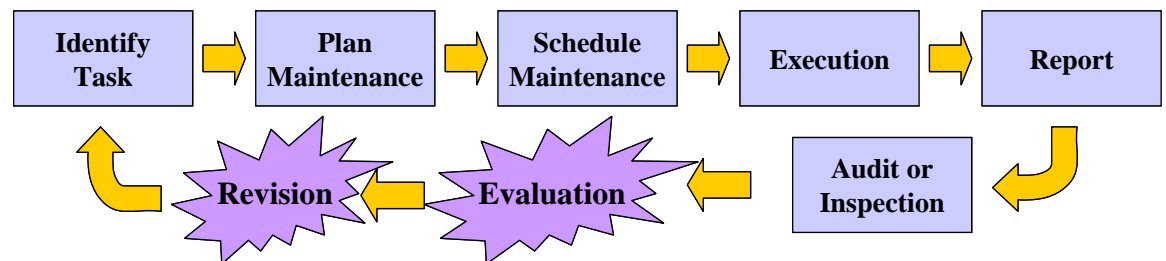 Identify
Task
Plan
Maintenance
Schedule
Maintenance
Execution
Report
Revision
Evaluation
Audit or
Inspection